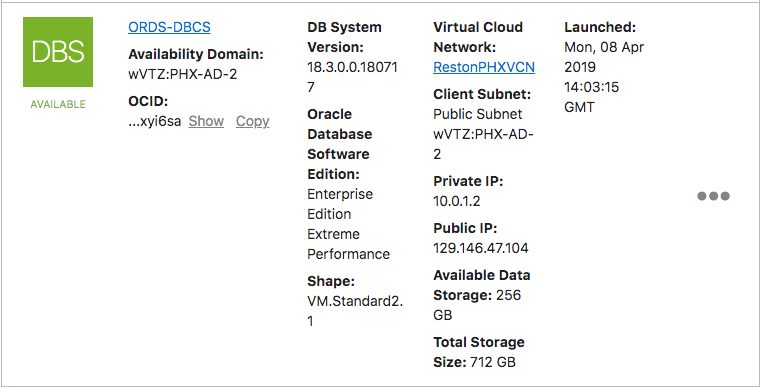 DBS
AVAILABLE
ORDS-DBCS
Availability Domain:
wVTZ:PHX-AD-2
OCID:
...xyi6sa Show Copy
DB System
Version:
18.3.0.0.18071
7
Oracle
Database
Software
Edition:
Enterprise
Edition
Extreme
Performance
Shape:
VM.Standard2.
1
Virtual Cloud
Network:
RestonPHXVCN
Client Subnet:
Public Subnet
wVTZ:PHX-AD-
2
Private IP:
10.0.1.2
Public IP:
129.146.47.104
Available Data
Storage: 256
GB
Total Storage
Size: 712 GB
Launched:
Mon, 08 Apr
2019
14:03:15
GMT